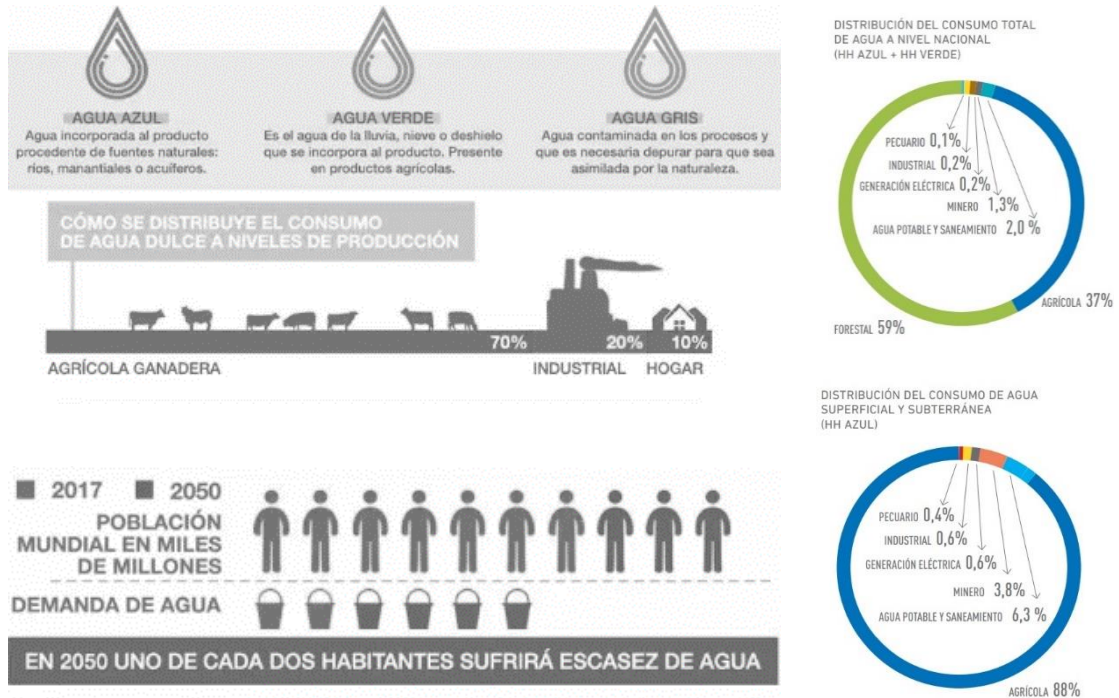 AGUA AZUL
Agua incorporada al producto
procedente de fuentes naturales:
ríos, manantiales o acuíferos.
AGUA VERDE
Es el agua de la lluvia, nieve o deshielo
que se incorpora al producto. Presente
en productos agrícolas.
AGUA GRIS
Agua contaminada en los procesos y
que es necesaria depurar para que sea
asimilada por la naturaleza.
CÓMO SE DISTRIBUYE EL CONSUMO
DE AGUA DULCE A NIVELES DE PRODUCCIÓN
70% 20% 10%
AGRÍCOLA GANADERA INDUSTRIAL HOGAR
2017 2050
POBLACIÓN
MUNDIAL EN MILES
DE MILLONES
DEMANDA DE AGUA
EN 2050 UNO DE CADA DOS HABITANTES SUFRIRÁ ESCASEZ DE AGUA
DISTRIBUCIÓN DEL CONSUMO TOTAL
DE AGUA A NIVEL NACIONAL
(HH AZUL + HH VERDE)
PECUARIO 0,1%
INDUSTRIAL 0,2%
GENERACIÓN ELÉCTRICA 0,2%
MINERO 1,3%
AGUA POTABLE Y SANEAMIENTO 2,0 %
AGRÍCOLA 37%
FORESTAL 59%
DISTRIBUCIÓN DEL CONSUMO DE AGUA
SUPERFICIAL Y SUBTERRÁNEA
(HH AZUL)
PECUARIO 0,4%
INDUSTRIAL 0,6%
GENERACIÓN ELÉCTRICA 0,6%
MINERO 3,8%
AGUA POTABLE Y SANEAMIENTO 6,3 %
AGRÍCOLA 88%